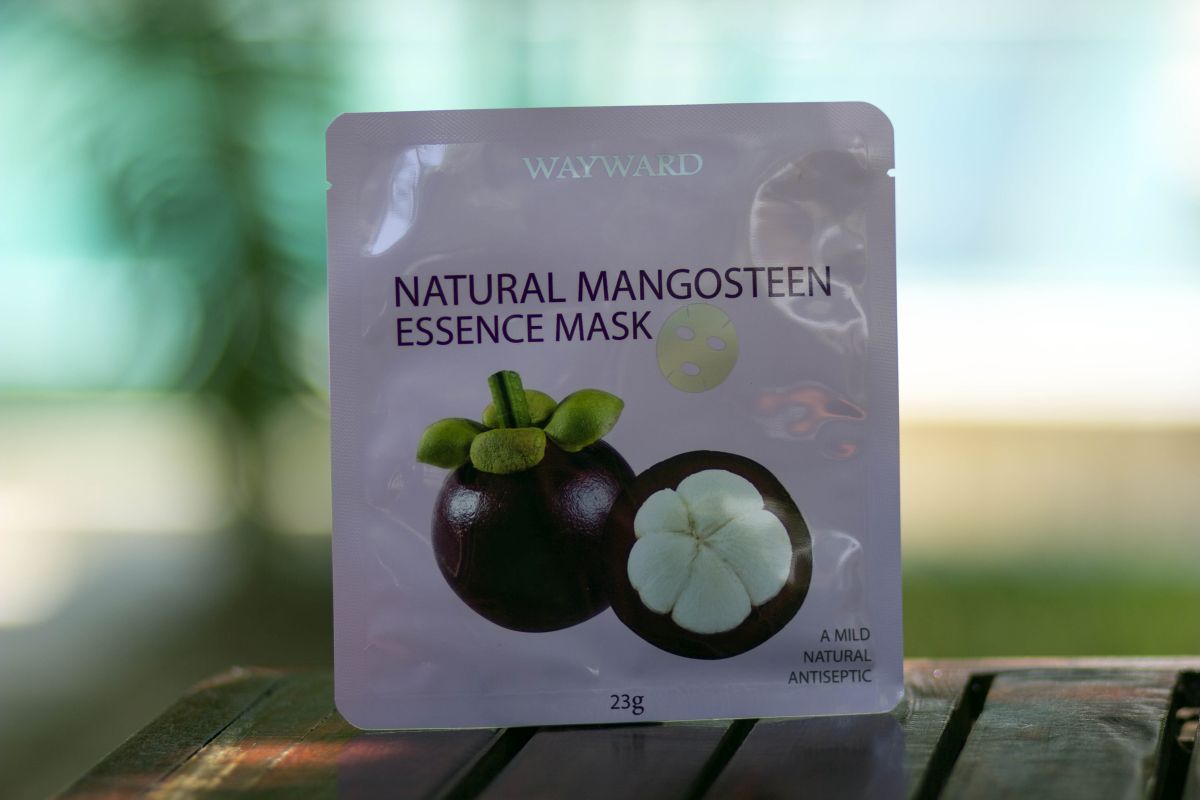 WAYWARD
NATURAL MANGOSTEEN
ESSENCE MASK
A MILD
NATURAL
ANTISEPTIC
23g